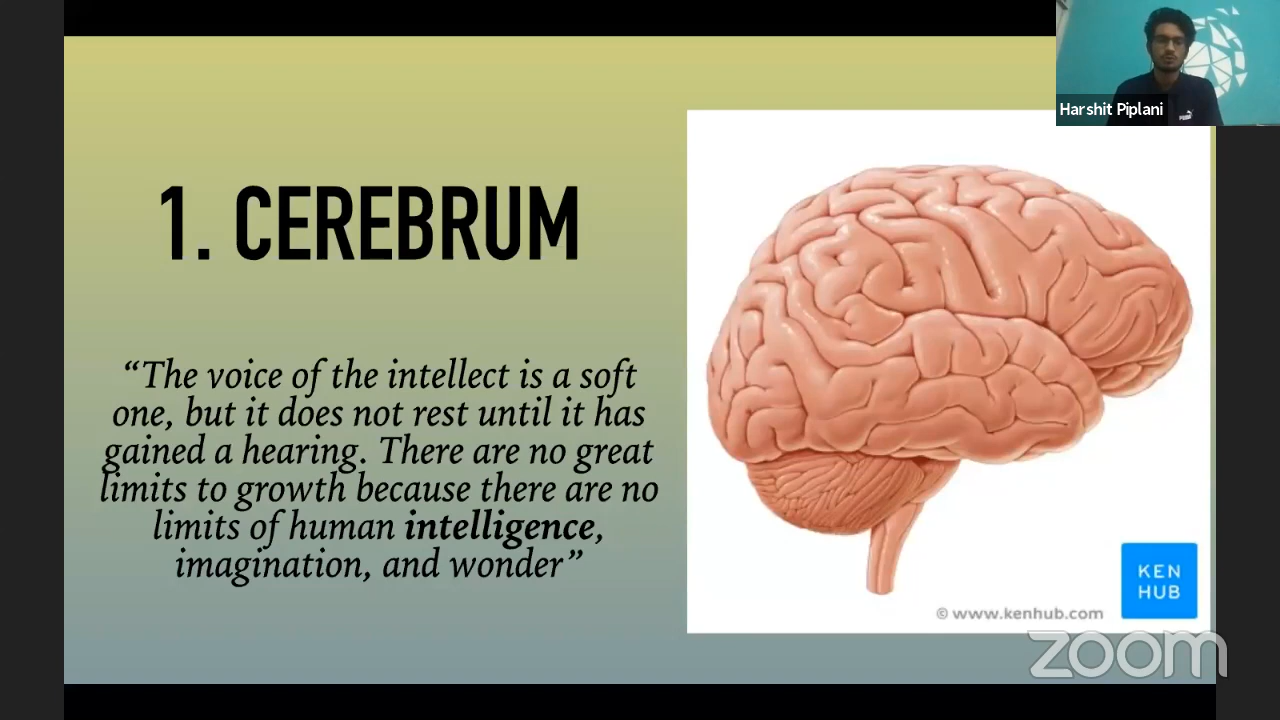 Harshit Piplani
1. CEREBRUM
“The voice of the intellect is a soft
one, but it does not rest until it has
gained a hearing. There are no great
limits to growth because there are no
limits of human intelligence,
imagination, and wonder”
KEN
HUB
© www.kenhub.com
zoom